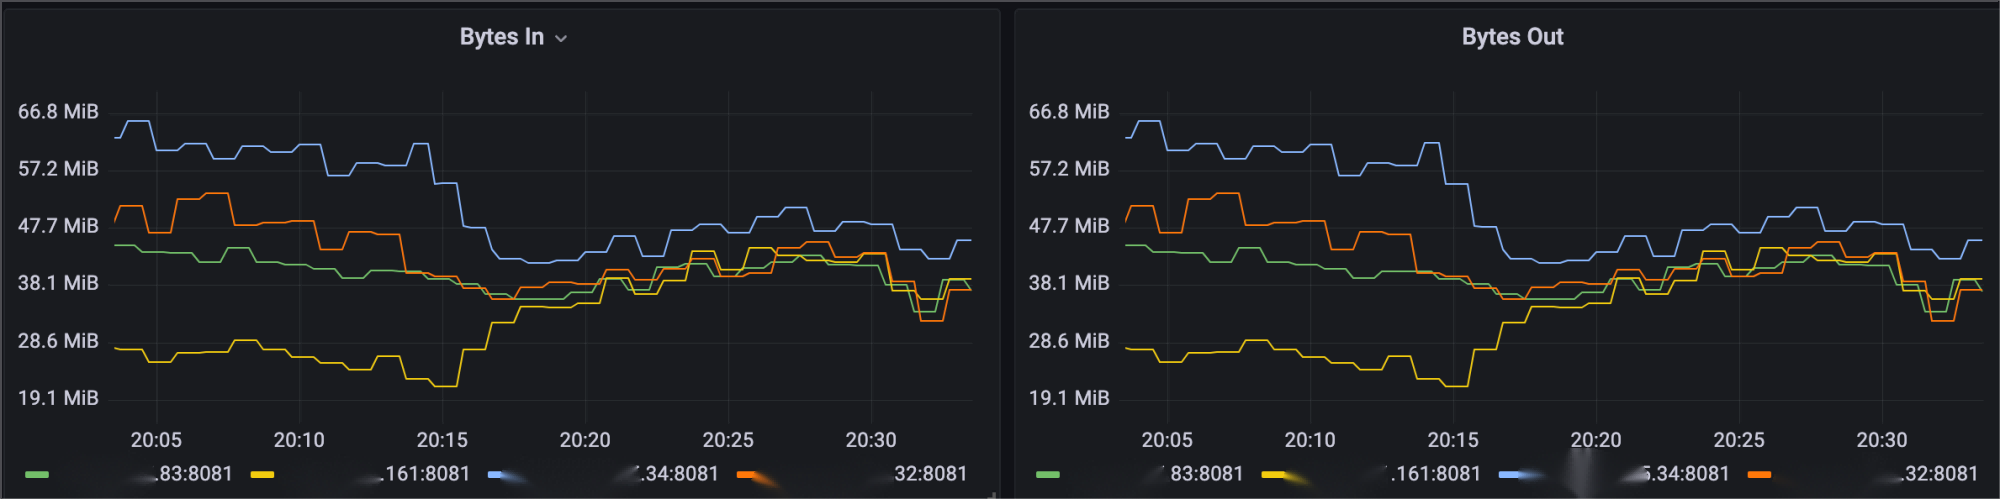 Bytes In
66.8 MiB
57.2 MiB
47.7 MiB
38.1 MiB
28.6 MiB
19.1 MiB
20:05 20:10 20:15 20:20 20:25 20:30
.83:8081 .161:8081 .34:8081 32:8081
Bytes Out
66.8 MiB
57.2 MiB
47.7 MiB
38.1 MiB
28.6 MiB
19.1 MiB
20:05 20:10 20:15 20:20 20:25 20:30
83:8081 .161:8081 5.34:8081 .32:8081